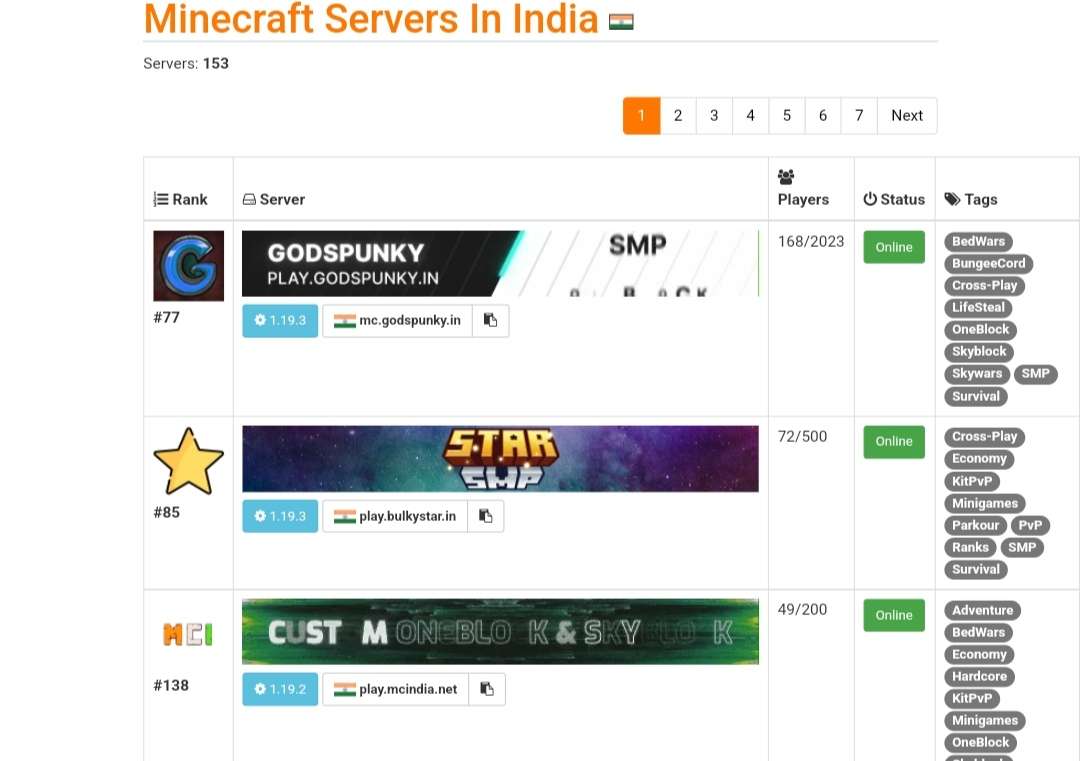 Minecraft Servers In India
Servers: 153
1 2 3 4 5 6 7 Next
Rank Server Players Status Tags
G
#77
GODSPUNKY
PLAY.GODSPUNKY.IN
SMP
1.19.3 mc.godspunky.in
168/2023
Online
BedWars
BungeeCord
Cross-Play
LifeSteal
OneBlock
Skyblock
Skywars SMP
Survival
#85
STAR
SMP
1.19.3 play.bulkystar.in
72/500
Online
Cross-Play
Economy
KitPvP
Minigames
Parkour PvP
Ranks SMP
Survival
MCI
#138
CUST M ONEBLO K & SKYBLO K
1.19.2 play.mcindia.net
49/200
Online
Adventure
BedWars
Economy
Hardcore
KitPvP
Minigames
OneBlock